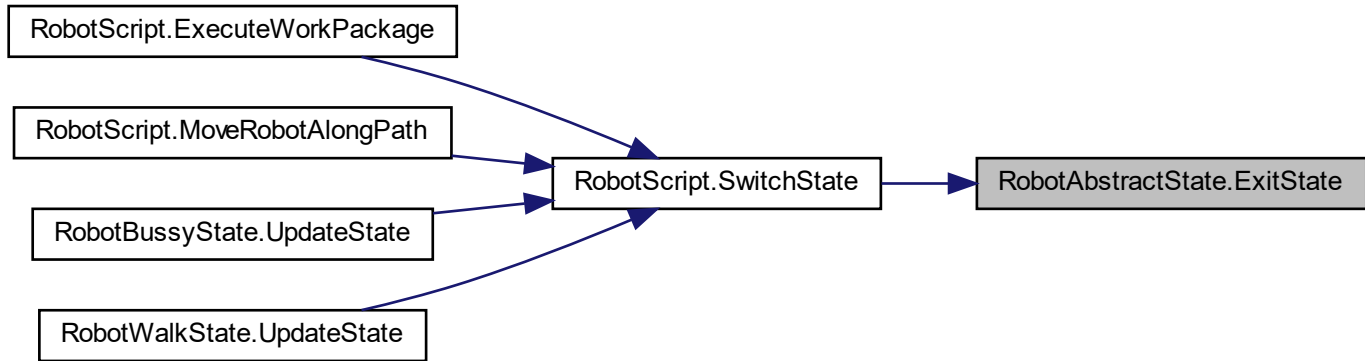 RobotScript.ExecuteWorkPackage
RobotScript.MoveRobotAlongPath
RobotScript.SwitchState
RobotAbstractState.ExitState
RobotBussyState.UpdateState
RobotWalkState.UpdateState